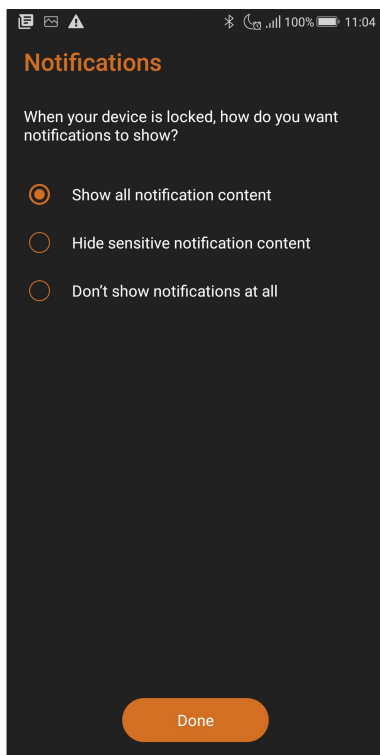 100% 11:04
Notifications
When your device is locked, how do you want
notifications to show?
Show all notification content
Hide sensitive notification content
Don't show notifications at all
Done